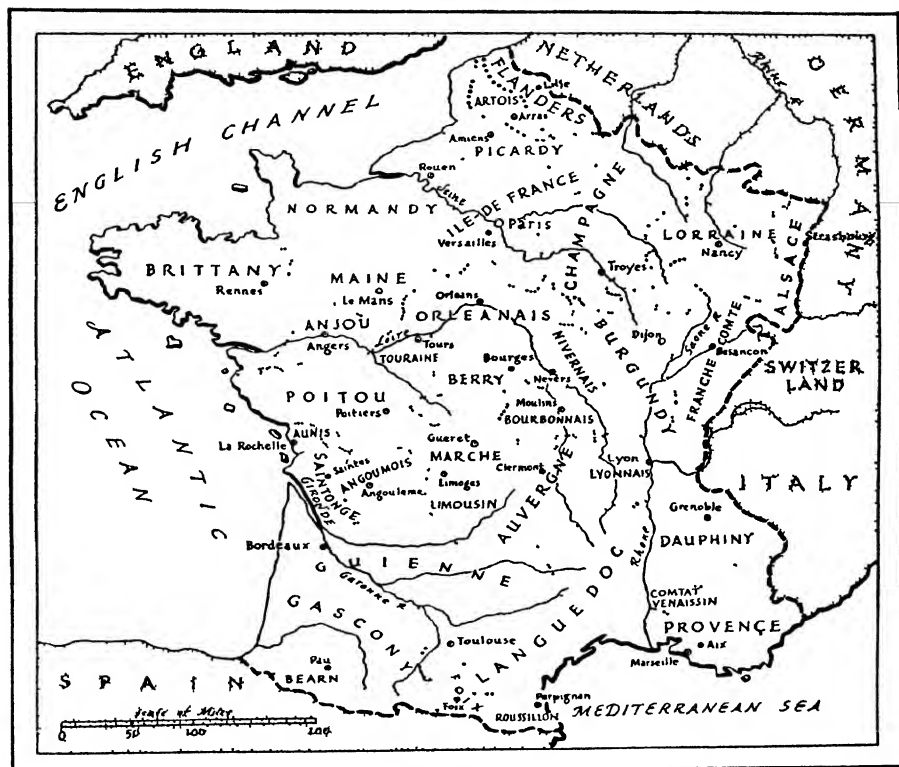 ENGLAND
NETHERLANDS
GERMANY
Rhine R
ENGLISH CHANNEL
FLANDERS
Lille
ARTOIS
Arras
Amiens
PICARDY
Rouen
Seine
NORMANDY
ILE DE FRANCE
Paris
Versailles
CHAMPAGNE
LORRAINE
Nancy
ALSACE
Strasbourg
BRITTANY
Rennes
MAINE
Le Mans
Troyes
Orleans
ORLEANAIS
ANJOU
Angers
Loire
Tours
TOURAINE
Dijon
Saone R
FRANCHE COMTE
Besancon
BURGUNDY
NIVERNAIS
Nevers
Bourges
BERRY
SWITZER
LAND
ATLANTIC
OCEAN
POITOU
Poitiers
Moulins
BOURBONNAIS
AUNIS
La Rochelle
Gueret
MARCHE
SAINTONGE
Saintes
ANGOUMOIS
Angouleme
GIRONDE
Limoges
LIMOUSIN
Clermont
AUVERGNE
Lyon
LYONNAIS
ITALY
Grenoble
DAUPHINY
Bordeaux
GUIENNE
Garonne R
Rhone
GASCONY
LANGUEDOC
COMTAT
VENAISSIN
PROVENCE
Aix
Marseille
Toulouse
Pau
BEARN
SPAIN
FOIX
Foix
Perpignan
ROUSSILLON
MEDITERRANEAN SEA
0 50 100 200